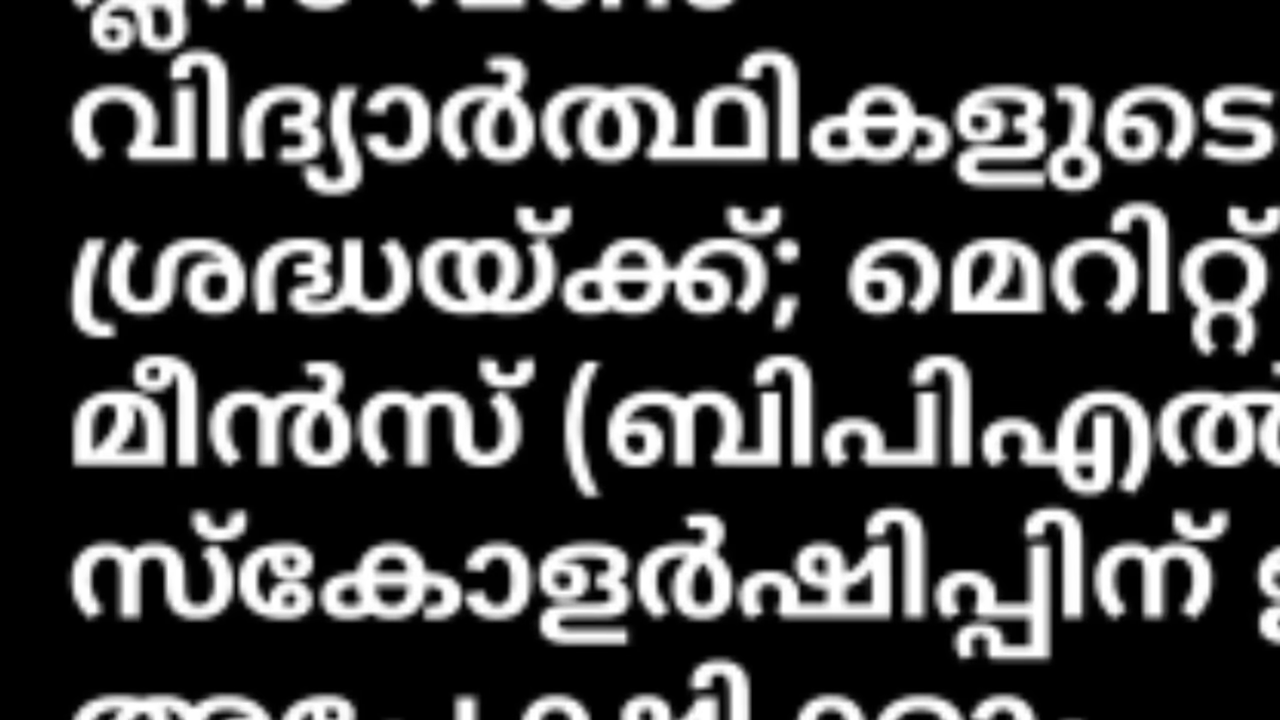 വിദ്യാർത്ഥികളുടെ
ശ്രദ്ധയ്ക്ക്; മെറിറ്റ്
മീൻസ് (ബിപിഎൽ
സ്കോളർഷിപ്പിന്